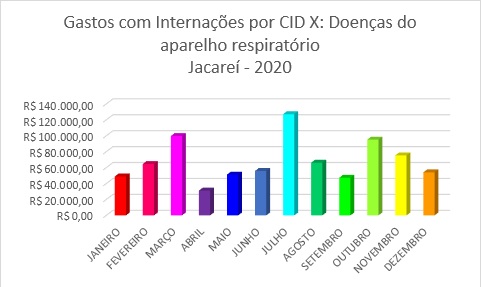 Gastos com Internações por CID X: Doenças do
aparelho respiratório
Jacareí - 2020
R$ 140.000,00
R$ 120.000,00
R$ 100.000,00
R$ 80.000,00
R$ 60.000,00
R$ 40.000,00
R$ 20.000,00
R$ 0,00
JANEIRO
FEVEREIRO
MARÇO
ABRIL
MAIO
JUNHO
JULHO
AGOSTO
SETEMBRO
OUTUBRO
NOVEMBRO
DEZEMBRO